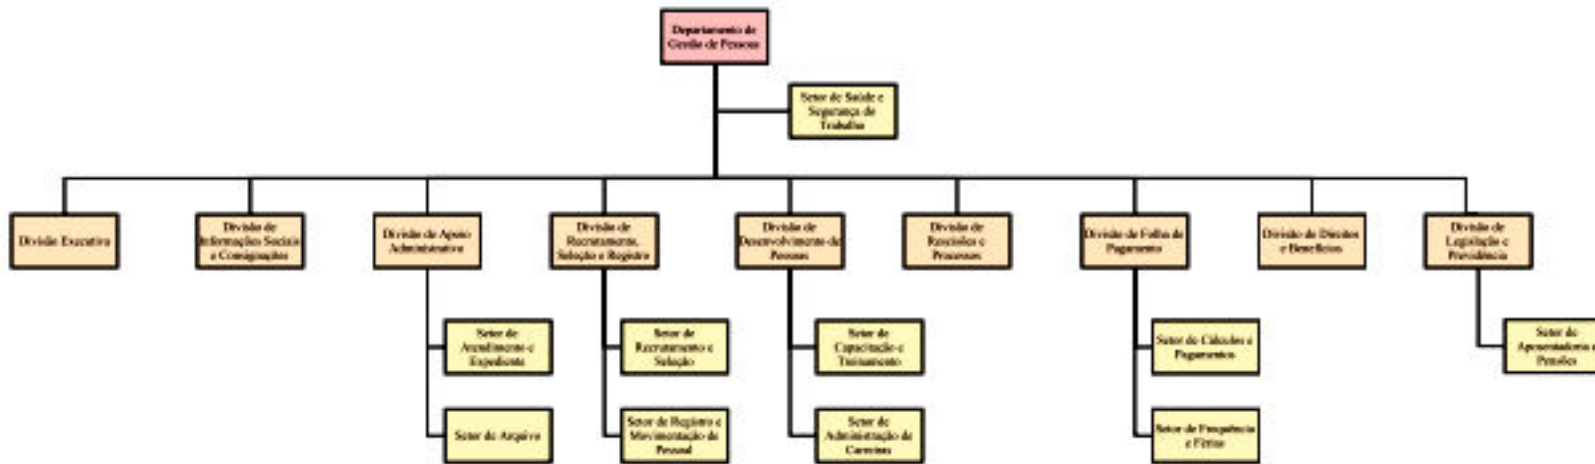 Departamento de
Gestão de Pessoas
Setor de Saúde e
Segurança do
Trabalho
Divisão Executiva
Divisão de
Informações Sociais
e Consignações
Divisão de Apoio
Administrativo
Divisão de
Recrutamento,
Seleção e Registro
Divisão de
Desenvolvimento de
Pessoas
Divisão de
Rescisões e
Processos
Divisão de Folha de
Pagamento
Divisão de Direitos
e Benefícios
Divisão de
Legislação e
Previdência
Setor de
Atendimento e
Expediente
Setor de
Recrutamento e
Seleção
Setor de
Capacitação e
Treinamento
Setor de Cálculos e
Pagamentos
Setor de
Aposentadoria e
Pensões
Setor de Arquivo
Setor de Registro e
Movimentação de
Pessoal
Setor de
Administração de
Carreiras
Setor de Frequência
e Férias